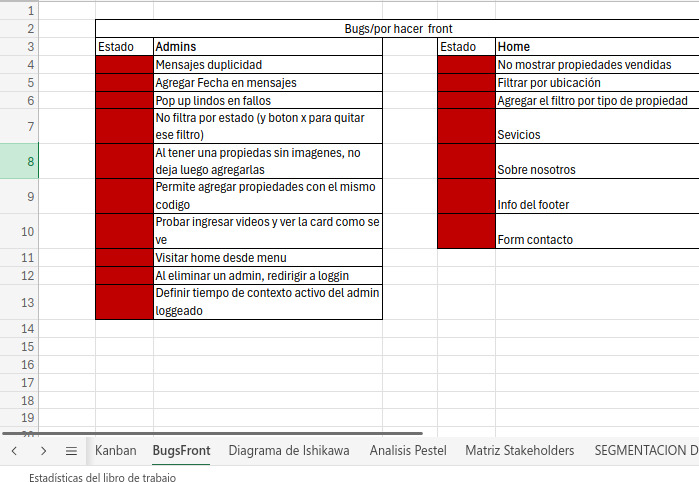 1
2 Bugs/por hacer front
3 Estado Admins Estado Home
4 Mensajes duplicidad No mostrar propiedades vendidas
5 Agregar Fecha en mensajes Filtrar por ubicación
6 Pop up lindos en fallos Agregar el filtro por tipo de propiedad
No filtra por estado (y boton x para quitar
7 ese filtro) Sevicios
Al tener una propiedas sin imagenes, no
8 deja luego agregarlas Sobre nosotros
Permite agregar propiedades con el mismo
9 codigo Info del footer
Probar ingresar videos y ver la card como se
10 ve Form contacto
11 Visitar home desde menu
12 Al eliminar un admin, redirigir a loggin
Definir tiempo de contexto activo del admin
13 loggeado
14
15
16
17
18
19
20
Kanban BugsFront Diagrama de Ishikawa Analisis Pestel Matriz Stakeholders SEGMENTACION D
Estadísticas del libro de trabajo